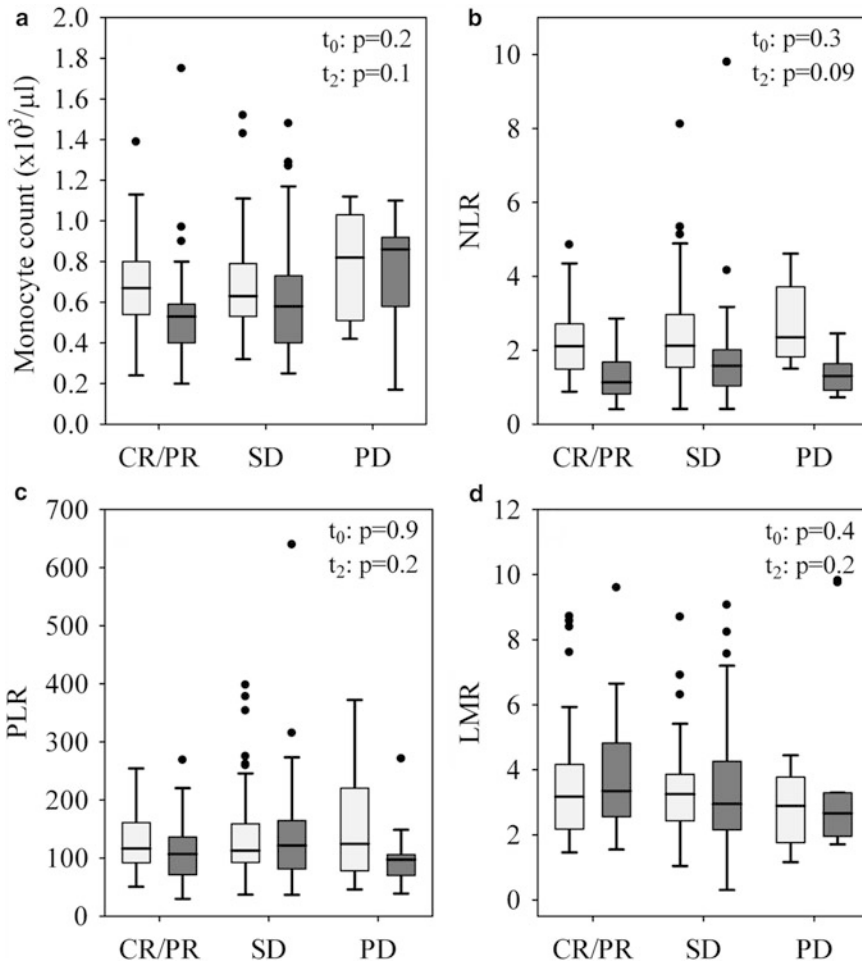 a
2.0
1.8
1.6
1.4
1.2
1.0
0.8
0.6
0.4
0.2
0.0
Monocyte count (x10³/µl)
t₀: p=0.2
t₂: p=0.1
CR/PR SD PD
b
10
8
6
4
2
0
NLR
t₀: p=0.3
t₂: p=0.09
CR/PR SD PD
c
700
600
500
400
300
200
100
0
PLR
t₀: p=0.9
t₂: p=0.2
CR/PR SD PD
d
12
10
8
6
4
2
0
LMR
t₀: p=0.4
t₂: p=0.2
CR/PR SD PD